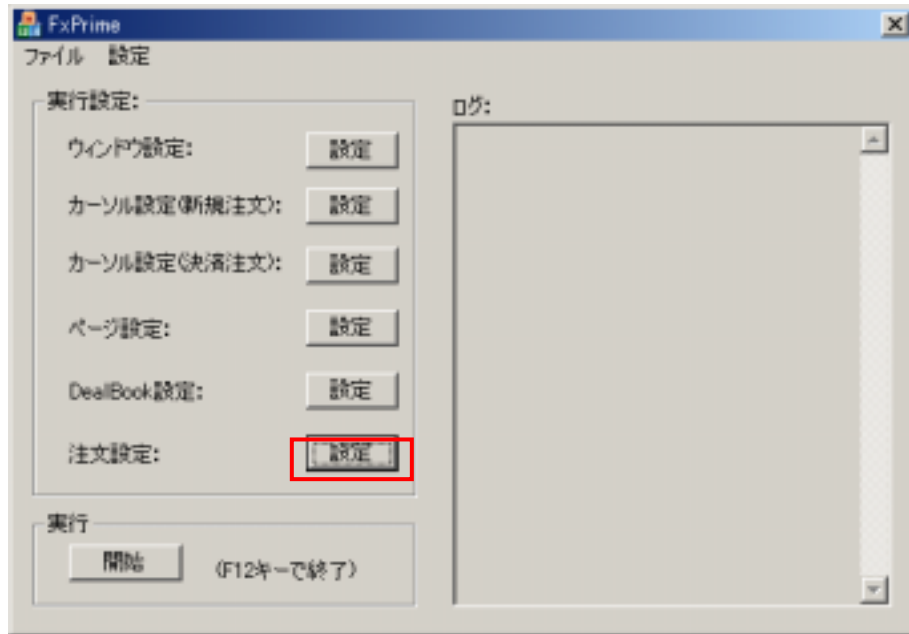 FxPrime
ファイル 設定
実行設定:
ウィンドウ設定: 設定
カーソル設定(新規注文): 設定
カーソル設定(決済注文): 設定
ページ設定: 設定
DealBook設定: 設定
注文設定: 設定
実行
開始 (F12キーで終了)
ログ: